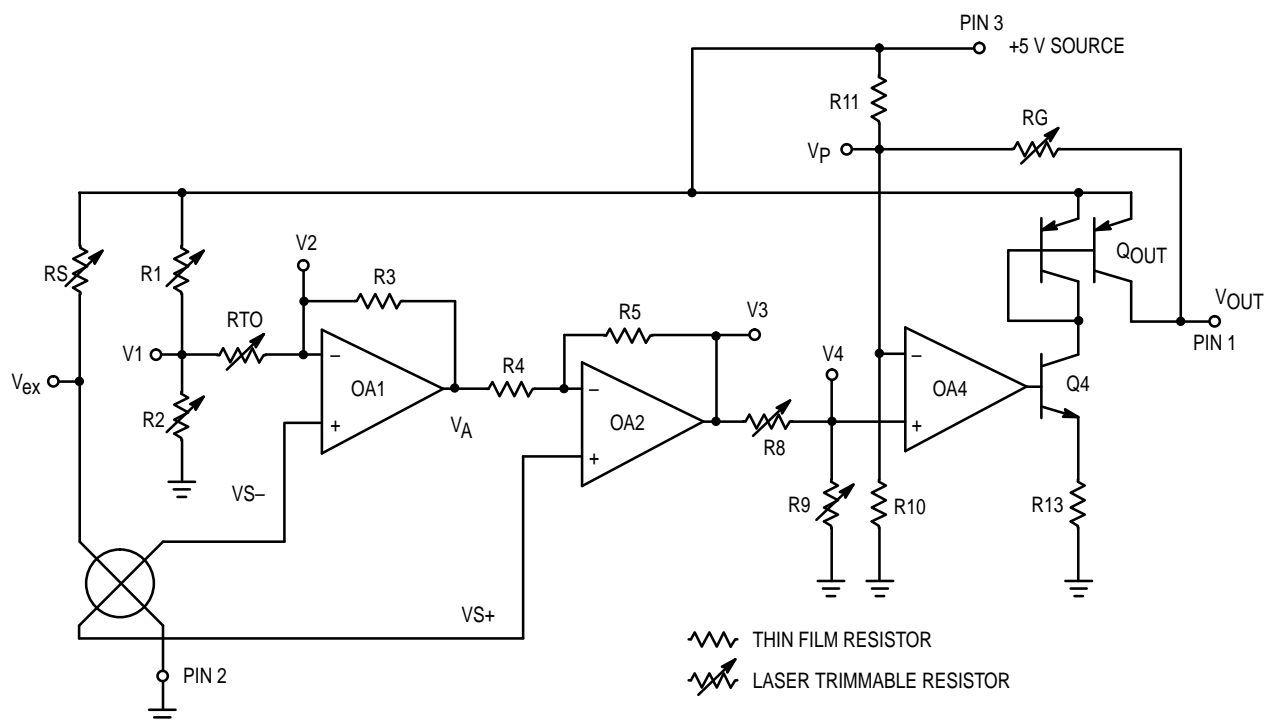 PIN 3
+5 V SOURCE
R11
RG
VP
V2
RS
R1
R3
QOUT
VOUT
PIN 1
RTO
R5
V3
V1
Vex
–
OA1
R4
–
V4
–
OA4
Q4
R2
+
VA
OA2
+
R8
+
VS–
R9
R10
R13
VS+
THIN FILM RESISTOR
PIN 2
LASER TRIMMABLE RESISTOR